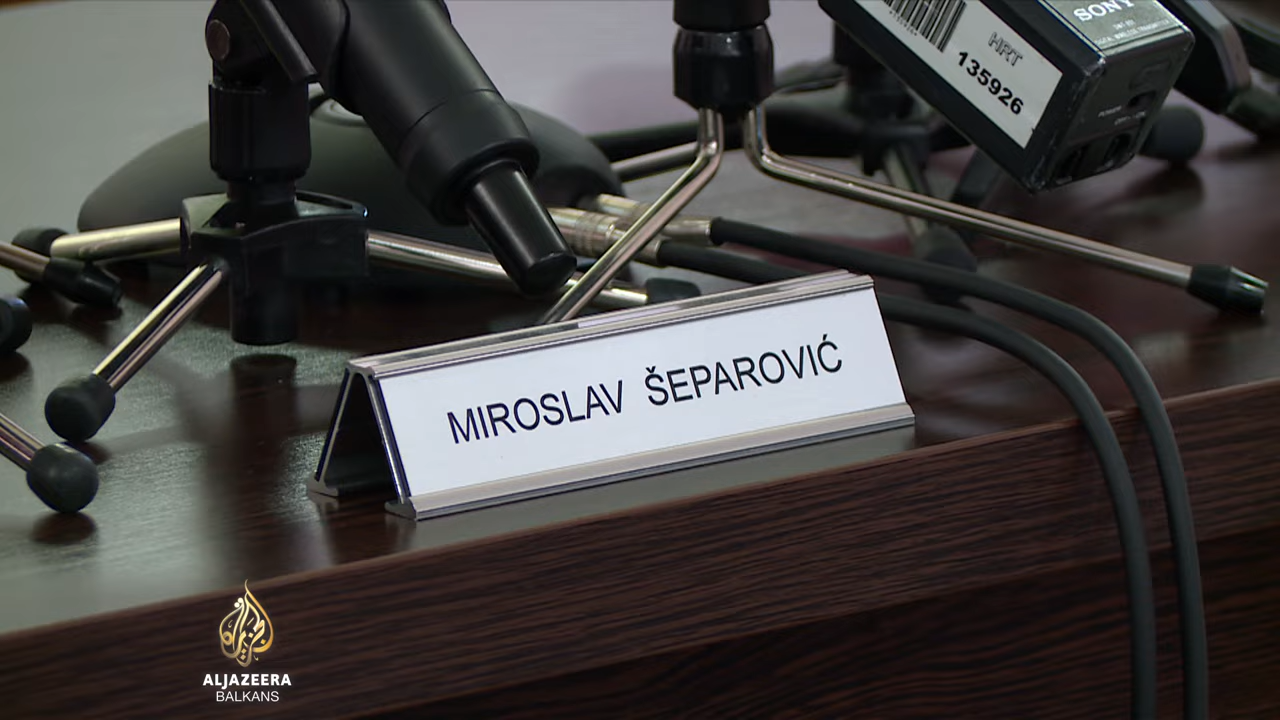 SONY
HRT
135926
MIROSLAV ŠEPAROVIĆ
ALJAZEERA
BALKANS